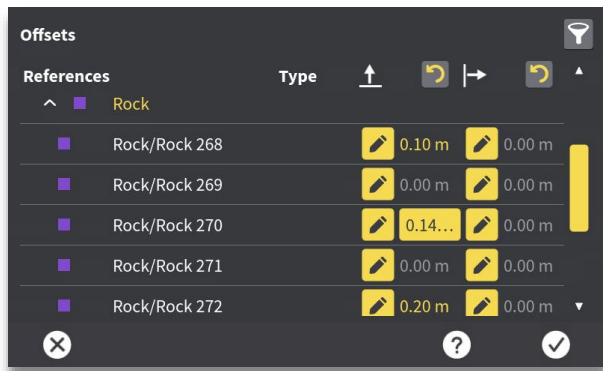 Offsets
References Type
Rock
Rock/Rock 268 0.10 m 0.00 m
Rock/Rock 269 0.00 m 0.00 m
Rock/Rock 270 0.14... 0.00 m
Rock/Rock 271 0.00 m 0.00 m
Rock/Rock 272 0.20 m 0.00 m
?